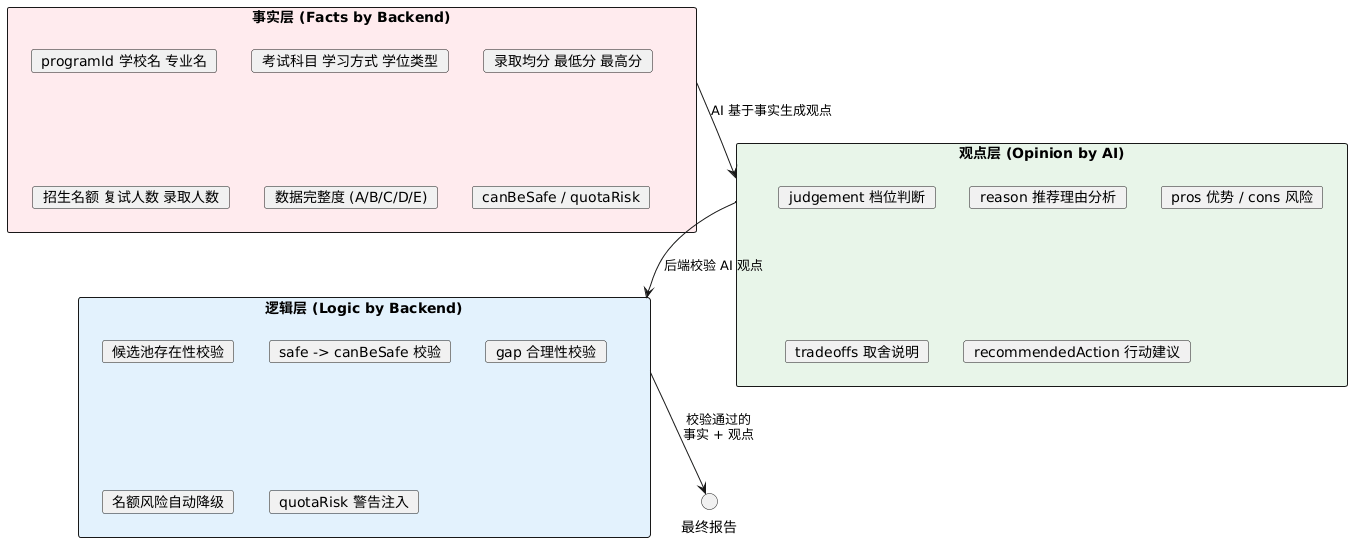 事实层 (Facts by Backend)
programId 学校名 专业名
考试科目 学习方式 学位类型
录取均分 最低分 最高分
招生名额 复试人数 录取人数
数据完整度 (A/B/C/D/E)
canBeSafe / quotaRisk
AI 基于事实生成观点
观点层 (Opinion by AI)
judgement 档位判断
reason 推荐理由分析
pros 优势 / cons 风险
tradeoffs 取舍说明
recommendedAction 行动建议
后端校验 AI 观点
逻辑层 (Logic by Backend)
候选池存在性校验
safe -> canBeSafe 校验
gap 合理性校验
名额风险自动降级
quotaRisk 警告注入
校验通过的
事实 + 观点
最终报告